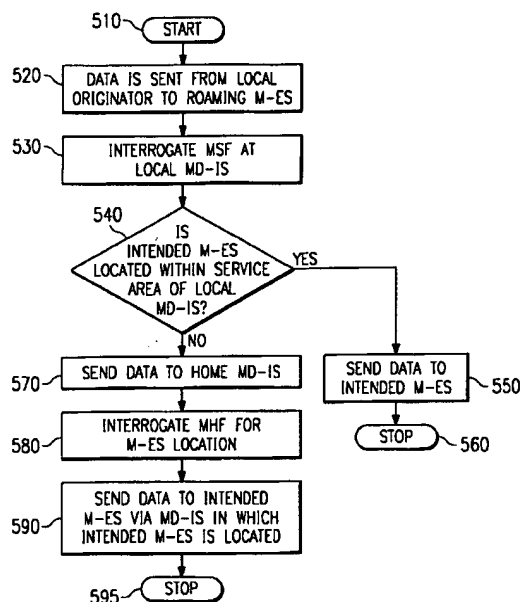 510
START
520
DATA IS SENT FROM LOCAL
ORIGINATOR TO ROAMING M-ES
530
INTERROGATE MSF AT
LOCAL MD-IS
540
IS
INTENDED M-ES
LOCATED WITHIN SERVICE
AREA OF LOCAL
MD-IS?
YES
NO
570
SEND DATA TO HOME MD-IS
SEND DATA TO
INTENDED M-ES
550
580
INTERROGATE MHF FOR
M-ES LOCATION
STOP
560
590
SEND DATA TO INTENDED
M-ES VIA MD-IS IN WHICH
INTENDED M-ES IS LOCATED
595
STOP